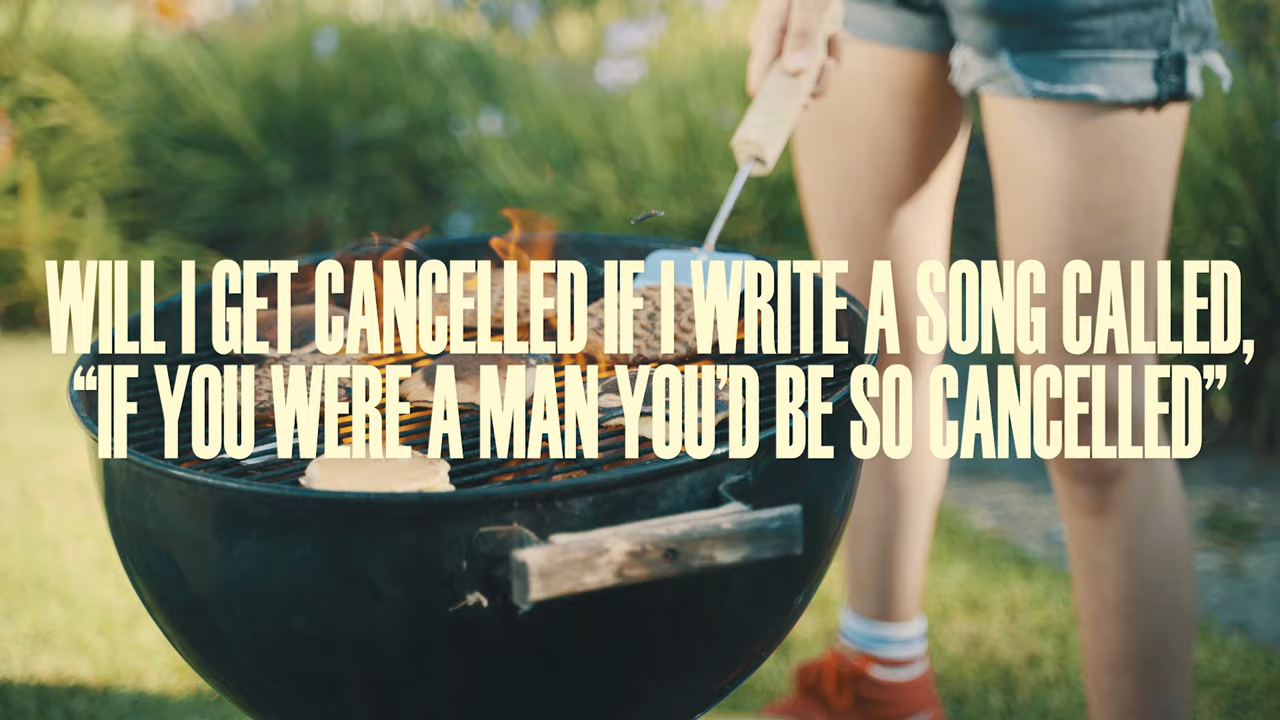 WILL I GET CANCELLED IF I WRITE A SONG CALLED,
“IF YOU WERE A MAN YOU’D BE SO CANCELLED”